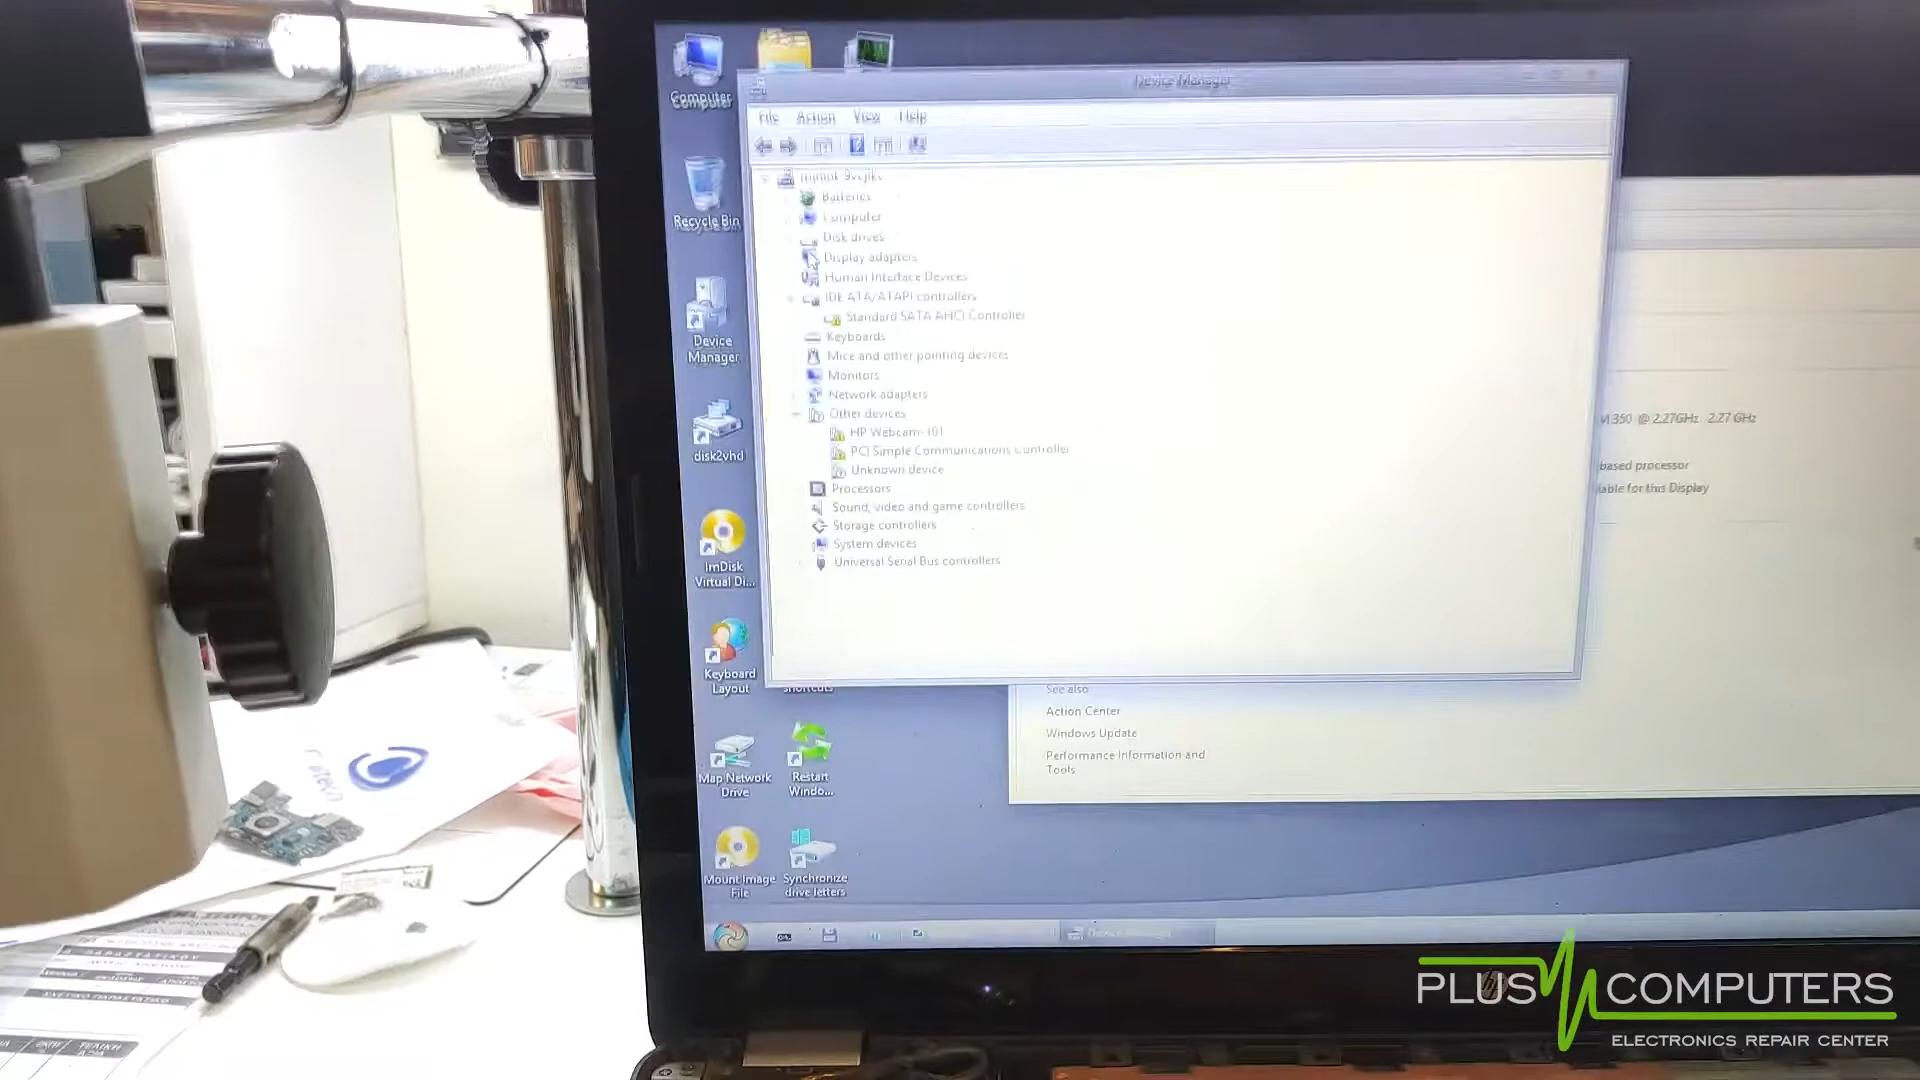 Computer
Recycle Bin
Device
Manager
disk2vhd
ImDisk
Virtual Di...
Keyboard
Layout
shortcuts
Map Network
Drive
Restart
Windo...
Mount Image
File
Synchronize
drive letters
Device Manager
File Action View Help
Batteries
Computer
Disk drives
Display adapters
Human Interface Devices
IDE ATA/ATAPI controllers
Standard SATA AHCI Controller
Keyboards
Mice and other pointing devices
Monitors
Network adapters
Other devices
HP Webcam-101
PCI Simple Communications Controller
Unknown device
Processors
Sound, video and game controllers
Storage controllers
System devices
Universal Serial Bus controllers
350 @ 2.27GHz 2.27 GHz
based processor
lable for this Display
See also
Action Center
Windows Update
Performance Information and
Tools
Device Manager
PLUS COMPUTERS
ELECTRONICS REPAIR CENTER